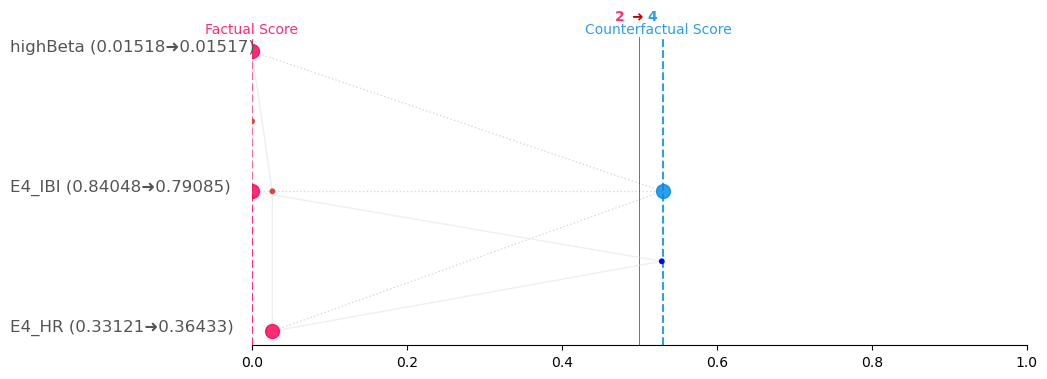 2 ➜ 4
Factual Score
Counterfactual Score
highBeta (0.01518➜0.01517)
E4_IBI (0.84048➜0.79085)
E4_HR (0.33121➜0.36433)
0.0 0.2 0.4 0.6 0.8 1.0